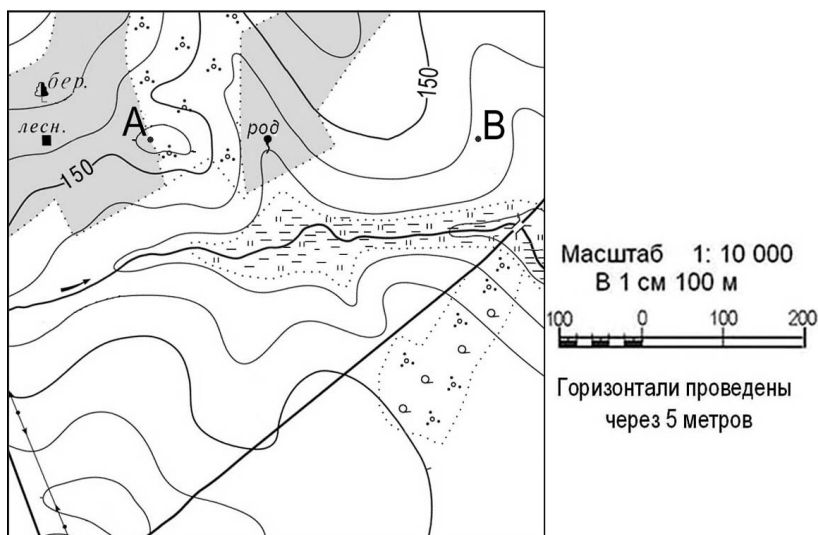 150
бер.
лесн.
А
род
В
150
Масштаб 1: 10 000
В 1 см 100 м
100 0 100 200
Горизонтали проведены
через 5 метров